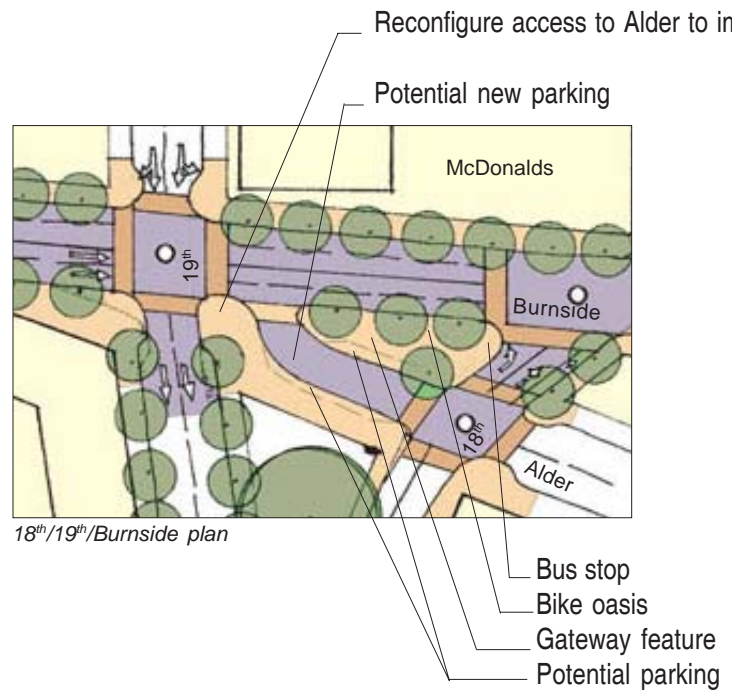 Reconfigure access to Alder to
Potential new parking
McDonalds
19th
Burnside
18th
Alder
18th/19th/Burnside plan
Bus stop
Bike oasis
Gateway feature
Potential parking